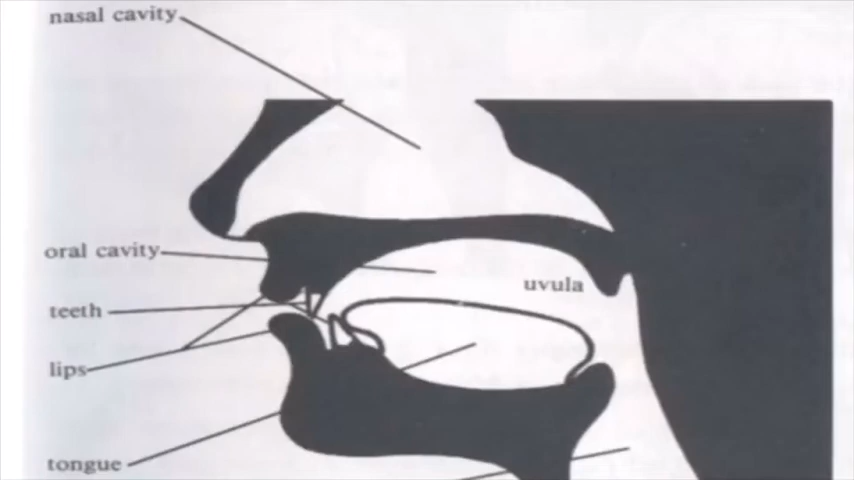 nasal cavity
oral cavity
uvula
teeth
lips
tongue